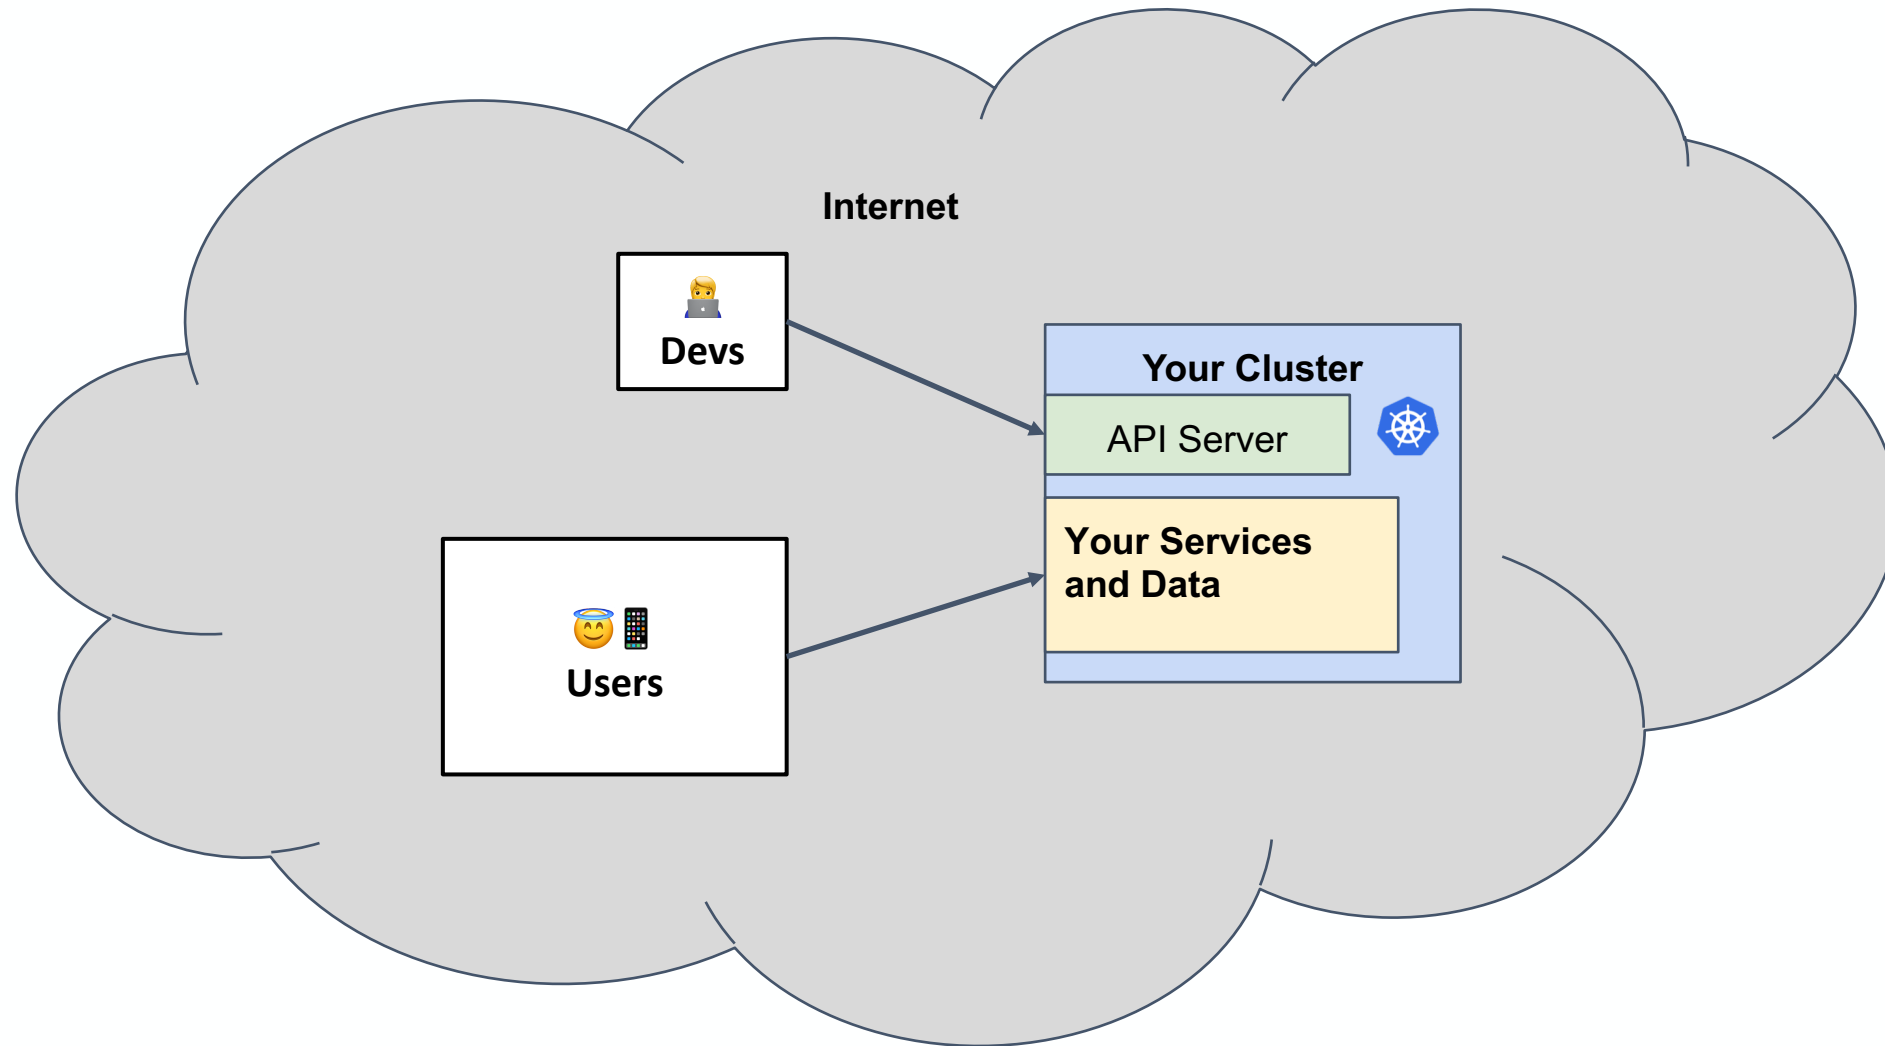 Internet
Devs
Your Cluster
API Server
Your Services
and Data
Users